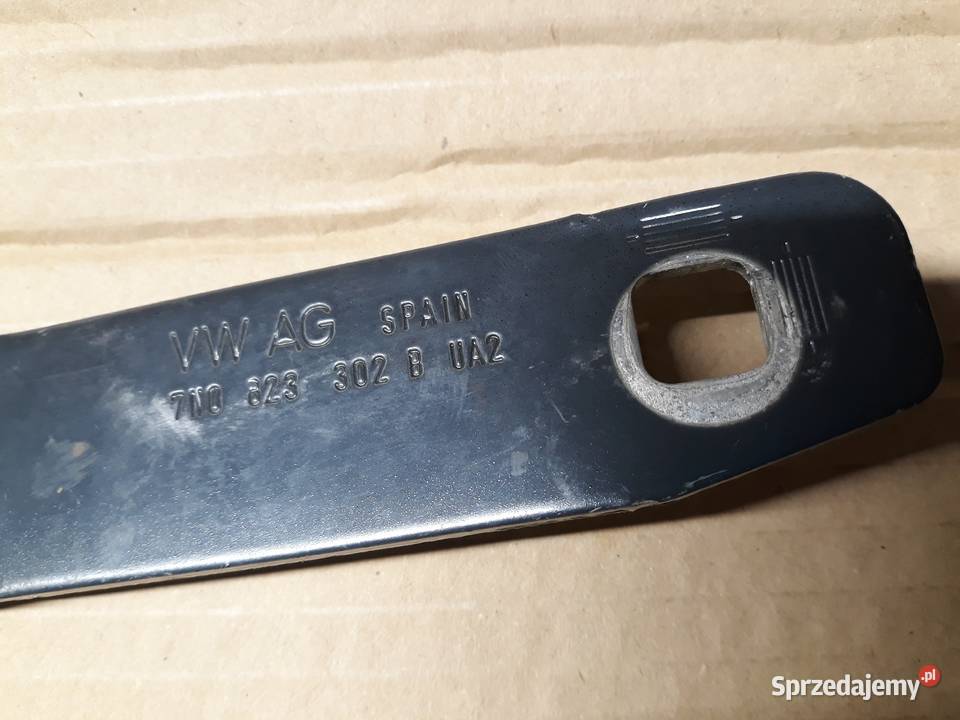 VW AG SPAIN
7N0 823 302 B UA2
Sprzedajemy.pl